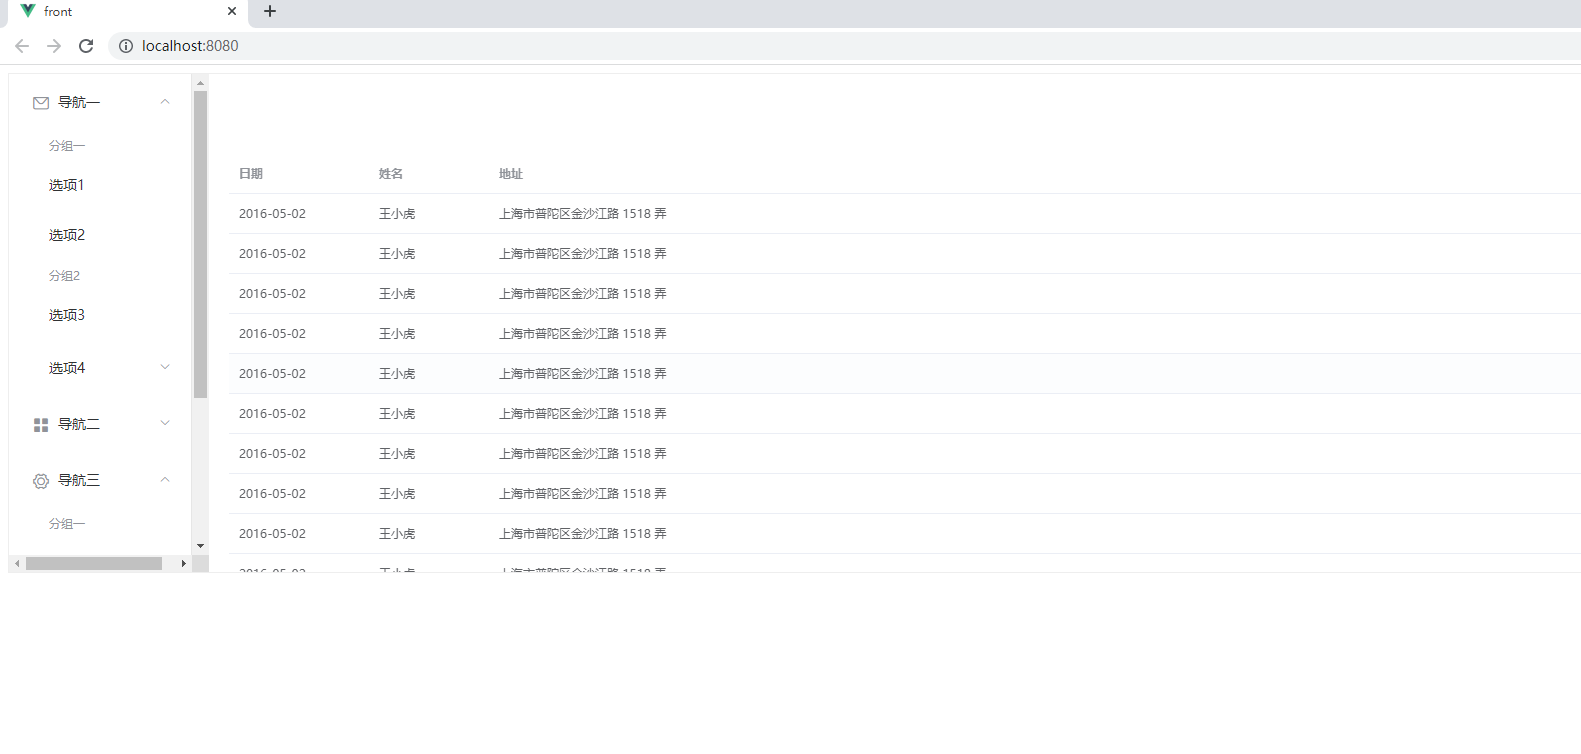 front
localhost:8080
导航一
分组一
选项1
选项2
分组2
选项3
选项4
导航二
导航三
分组一
日期 姓名 地址
2016-05-02 王小虎 上海市普陀区金沙江路 1518 弄
2016-05-02 王小虎 上海市普陀区金沙江路 1518 弄
2016-05-02 王小虎 上海市普陀区金沙江路 1518 弄
2016-05-02 王小虎 上海市普陀区金沙江路 1518 弄
2016-05-02 王小虎 上海市普陀区金沙江路 1518 弄
2016-05-02 王小虎 上海市普陀区金沙江路 1518 弄
2016-05-02 王小虎 上海市普陀区金沙江路 1518 弄
2016-05-02 王小虎 上海市普陀区金沙江路 1518 弄
2016-05-02 王小虎 上海市普陀区金沙江路 1518 弄